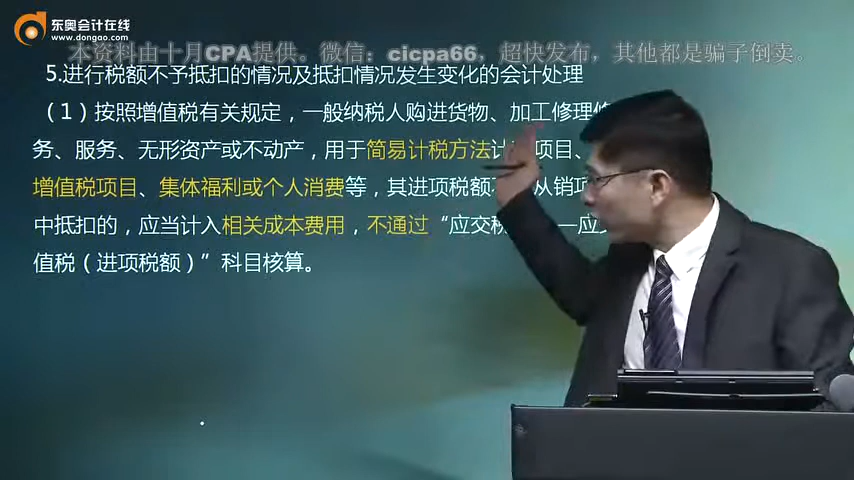 东奥会计在线
www.dongao.com
本资料由十月CPA提供。微信：cicpa66，超快发布，其他都是骗子倒卖。
5.进行税额不予抵扣的情况及抵扣情况发生变化的会计处理
（1）按照增值税有关规定，一般纳税人购进货物、加工修理
务、服务、无形资产或不动产，用于简易计税方法 项目、
增值税项目、集体福利或个人消费等，其进项税额 从销项
中抵扣的，应当计入相关成本费用，不通过“应交税 —应
值税（进项税额）”科目核算。